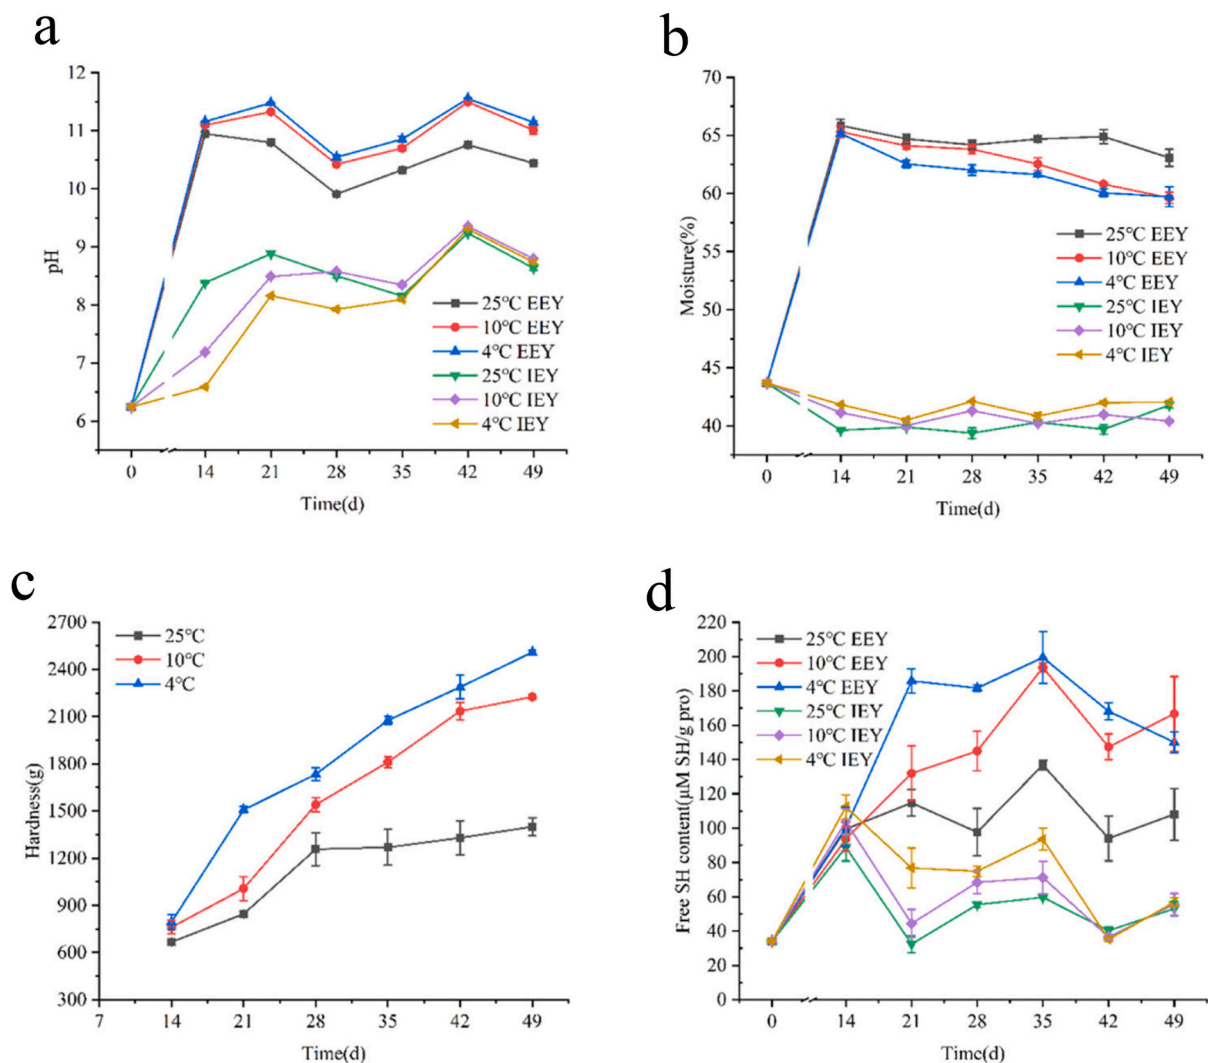 a
12
11
10
9
8
7
6
pH
0 14 21 28 35 42 49
Time(d)
25℃ EEY
10℃ EEY
4℃ EEY
25℃ IEY
10℃ IEY
4℃ IEY
b
70
65
60
55
50
45
40
Moisture(%)
0 14 21 28 35 42 49
Time(d)
25℃ EEY
10℃ EEY
4℃ EEY
25℃ IEY
10℃ IEY
4℃ IEY
c
2700
2400
2100
1800
1500
1200
900
600
300
Hardness(g)
7 14 21 28 35 42 49
Time(d)
25℃
10℃
4℃
d
220
200
180
160
140
120
100
80
60
40
20
0
Free SH content(μM SH/g pro)
0 14 21 28 35 42 49
Time(d)
25℃ EEY
10℃ EEY
4℃ EEY
25℃ IEY
10℃ IEY
4℃ IEY